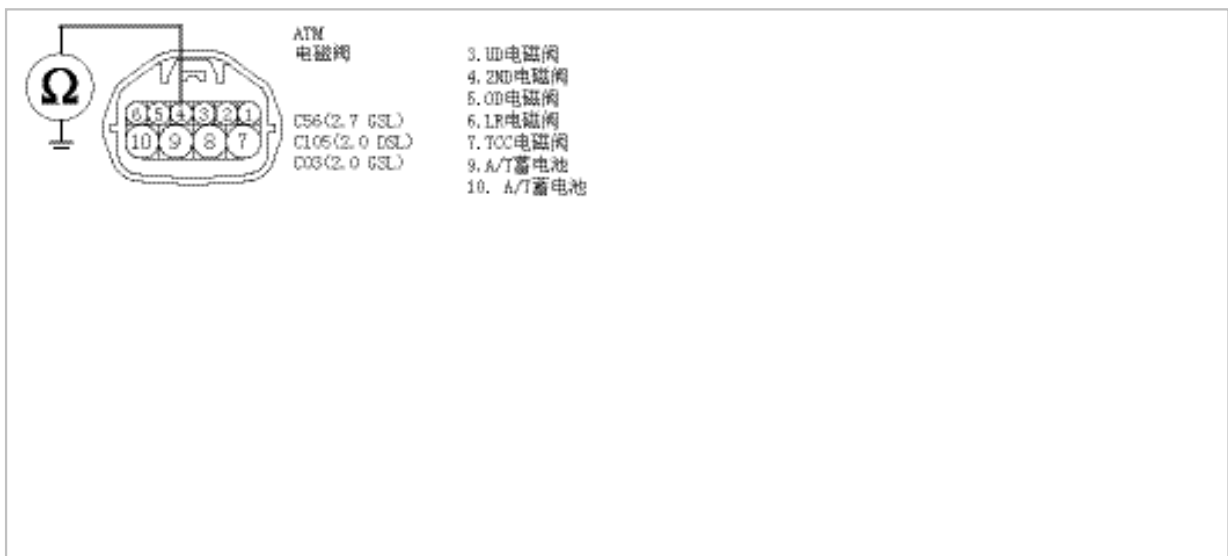 ATM
电磁阀
Ω
6 5 4 3 2 1
10 9 8 7
C56(2.7 GSL)
C105(2.0 DSL)
C03(2.0 GSL)
3.UD电磁阀
4.2ND电磁阀
5.OD电磁阀
6.LR电磁阀
7.TCC电磁阀
9.A/T蓄电池
10. A/T蓄电池